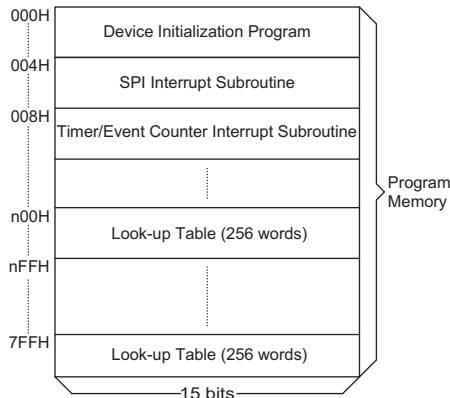 000H
Device Initialization Program
004H
SPI Interrupt Subroutine
008H
Timer/Event Counter Interrupt Subroutine
Program
Memory
n00H
Look-up Table (256 words)
nFFH
7FFH
Look-up Table (256 words)
15 bits